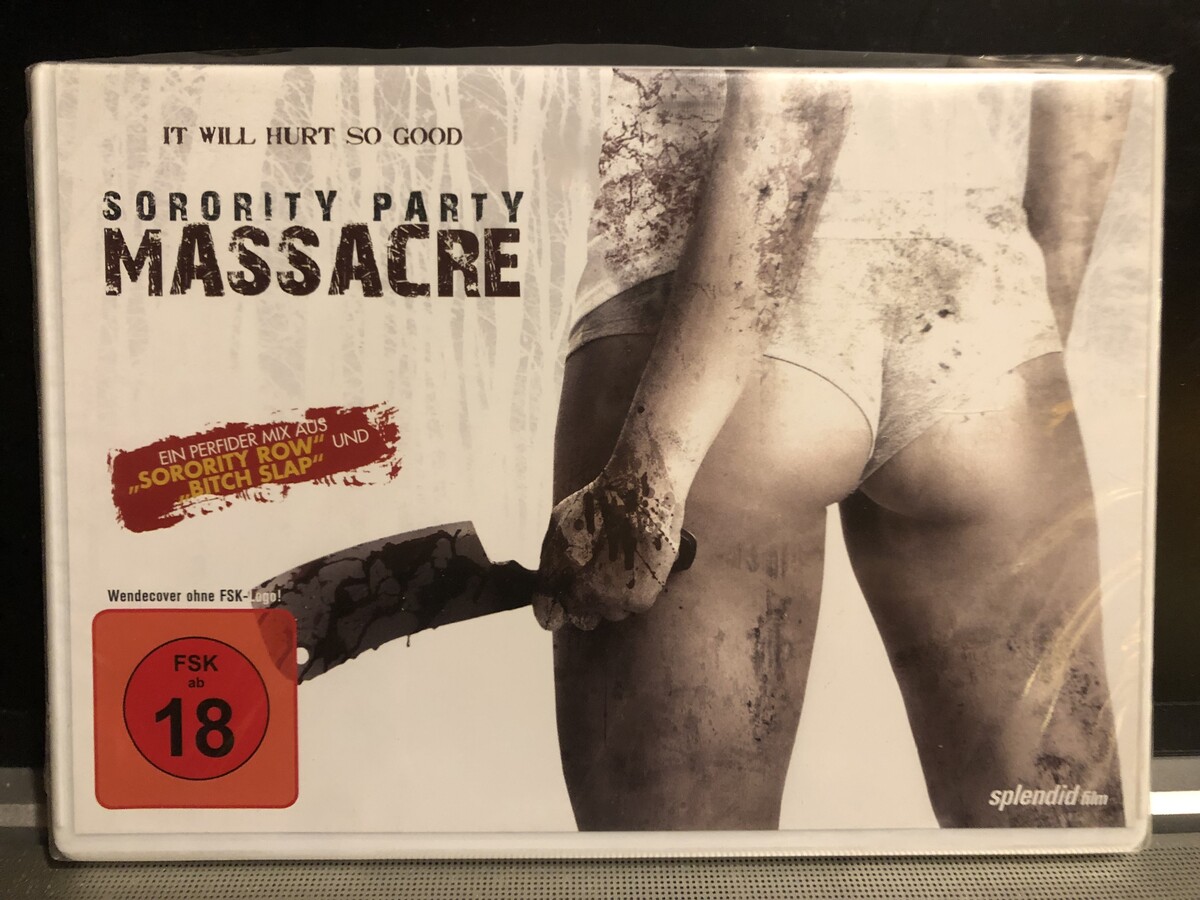 IT WILL HURT SO GOOD
SORORITY PARTY
MASSACRE
EIN PERFIDER MIX AUS
„SORORITY ROW“ UND
„BITCH SLAP“
Wendecover ohne FSK-Logo!
FSK
ab
18
splendid film